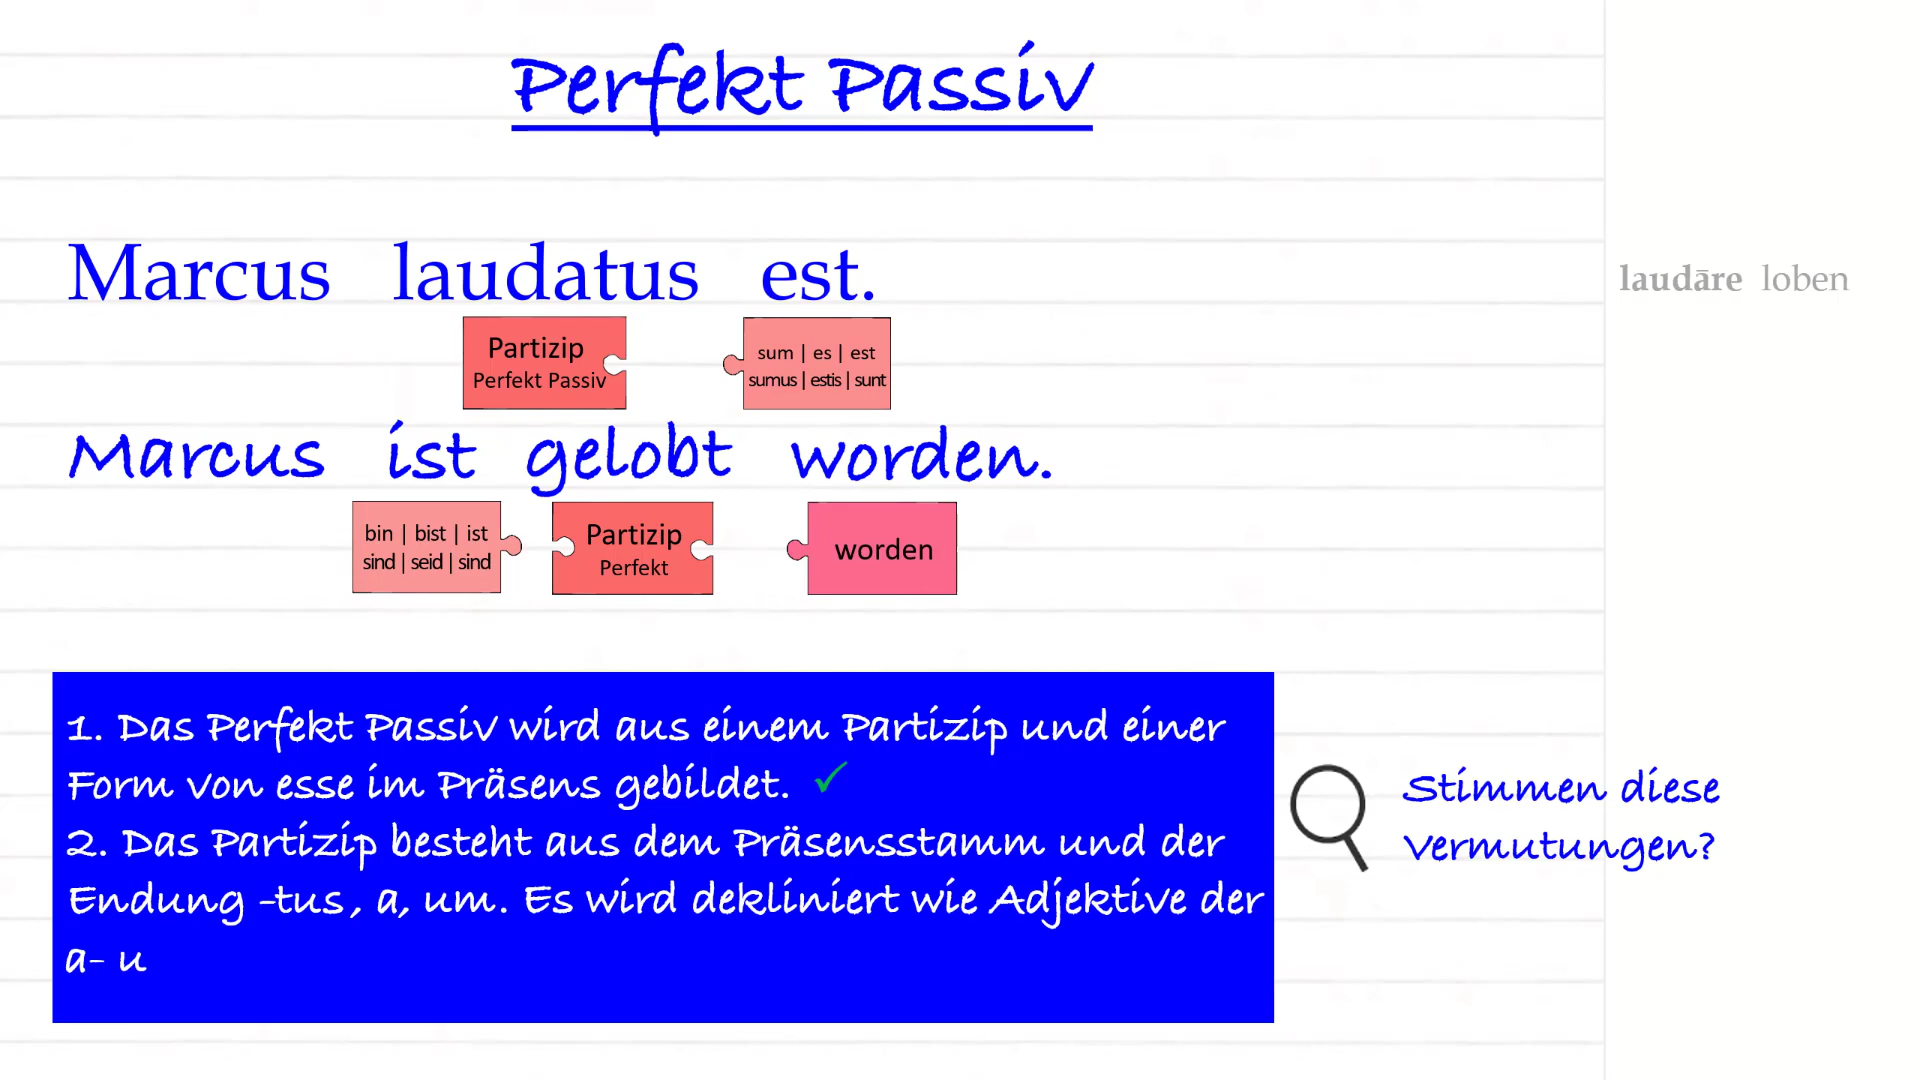 Perfekt Passiv
Marcus laudatus est.
laudāre loben
Partizip
Perfekt Passiv
sum | es | est
sumus | estis | sunt
Marcus ist gelobt worden.
bin | bist | ist
sind | seid | sind
Partizip
Perfekt
worden
1. Das Perfekt Passiv wird aus einem Partizip und einer
Form von esse im Präsens gebildet. ✓
2. Das Partizip besteht aus dem Präsensstamm und der
Endung -tus, a, um. Es wird dekliniert wie Adjektive der
a- u
Stimmen diese
Vermutungen?